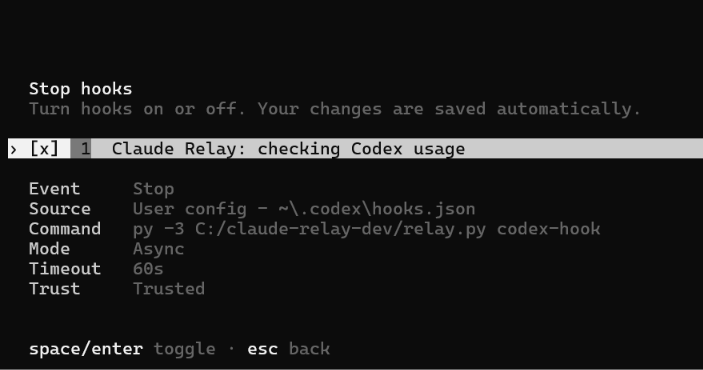 Stop hooks
Turn hooks on or off. Your changes are saved automatically.
› [x] 1 Claude Relay: checking Codex usage
Event Stop
Source User config - ~\.codex\hooks.json
Command py -3 C:/claude-relay-dev/relay.py codex-hook
Mode Async
Timeout 60s
Trust Trusted
space/enter toggle · esc back